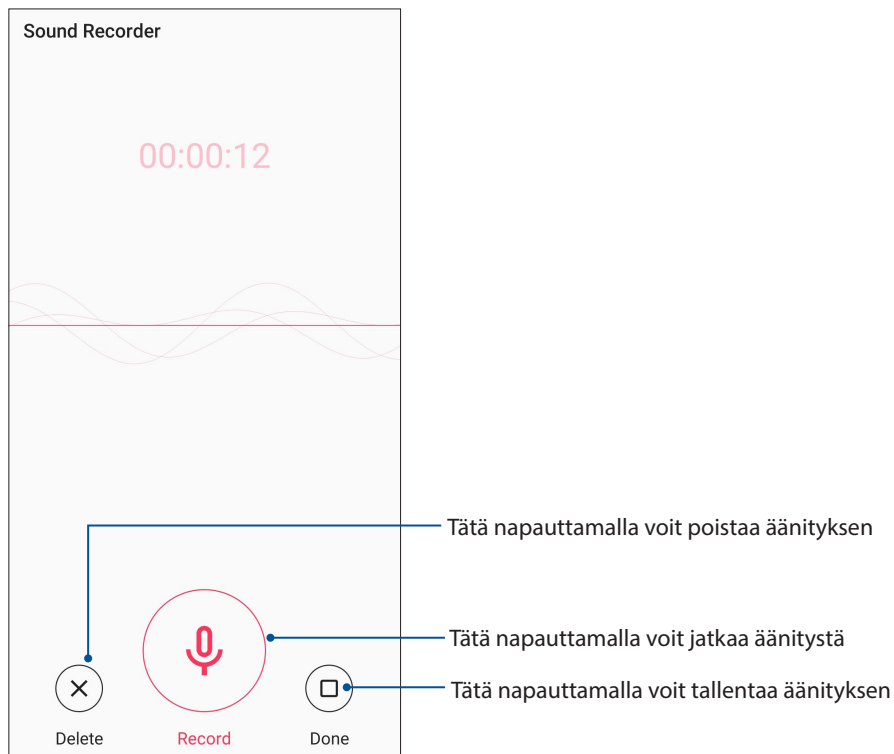 Sound Recorder
00:00:12
Tätä napauttamalla voit poistaa äänityksen
Tätä napauttamalla voit jatkaa äänitystä
Tätä napauttamalla voit tallentaa äänityksen
Delete
Record
Done